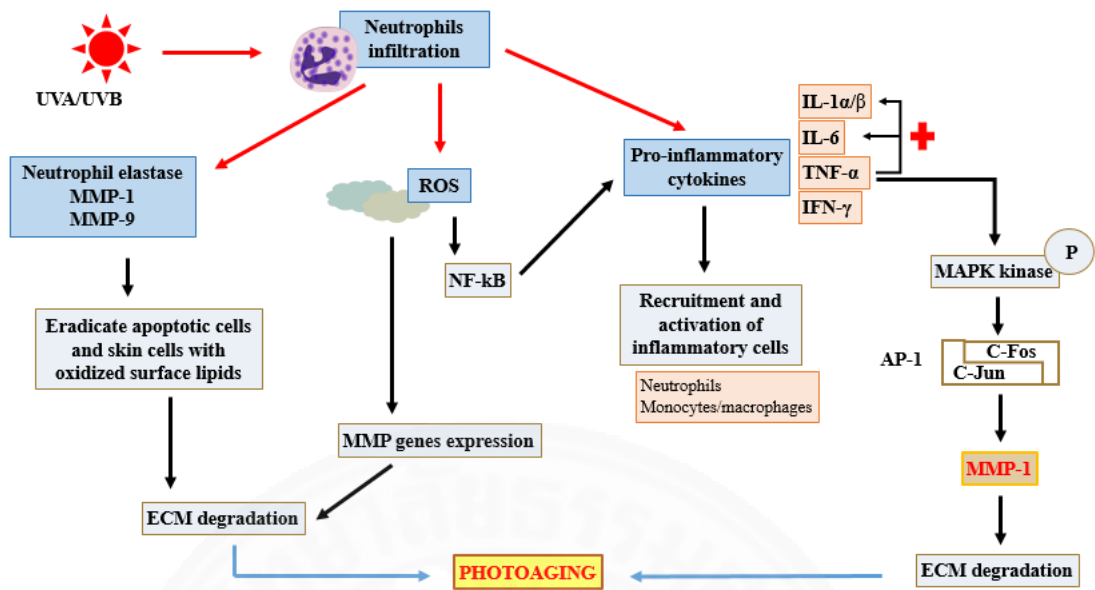 Neutrophils
infiltration
UVA/UVB
IL-1α/β
IL-6
TNF-α
IFN-γ
Pro-inflammatory
cytokines
Neutrophil elastase
MMP-1
MMP-9
ROS
NF-kB
P
MAPK kinase
Eradicate apoptotic cells
and skin cells with
oxidized surface lipids
Recruitment and
activation of
inflammatory cells
AP-1
C-Fos
C-Jun
Neutrophils
Monocytes/macrophages
MMP genes expression
MMP-1
ECM degradation
PHOTOAGING
ECM degradation